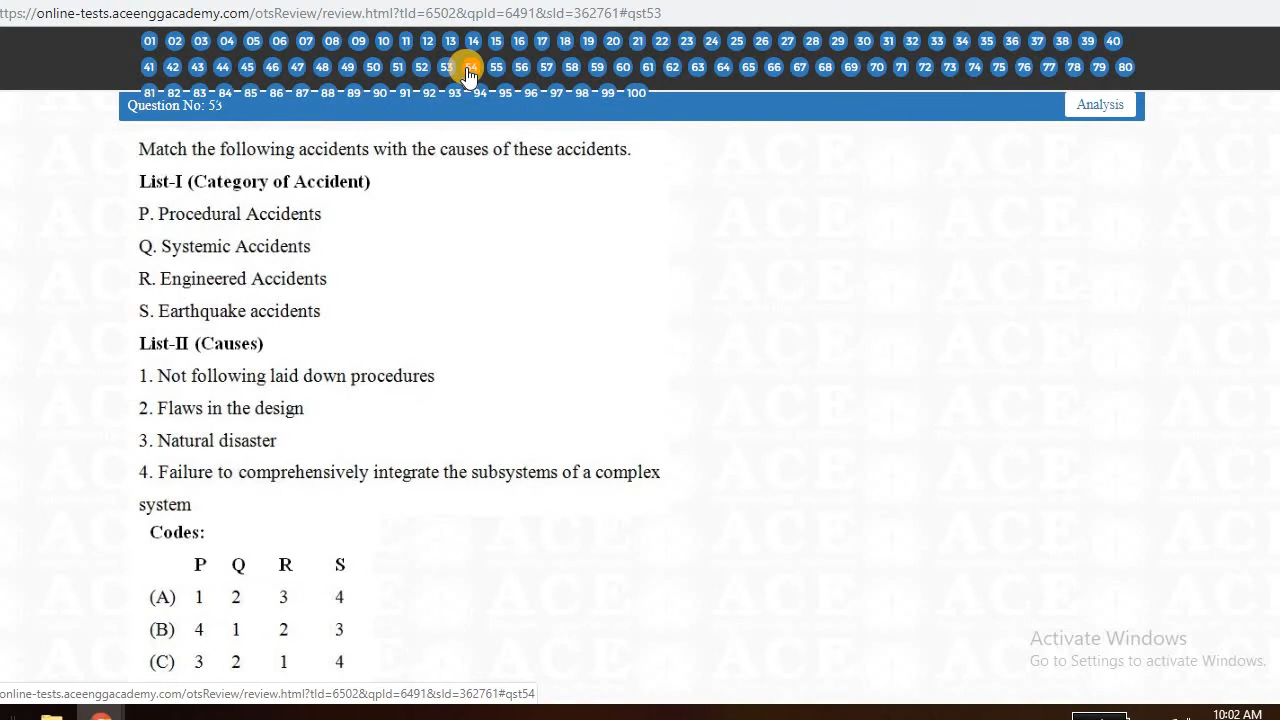 ttps://online-tests.aceenggacademy.com/otsReview/review.html?tId=6502&qpId=6491&sId=362761#qst53
01 02 03 04 05 06 07 08 09 10 11 12 13 14 15 16 17 18 19 20 21 22 23 24 25 26 27 28 29 30 31 32 33 34 35 36 37 38 39 40
41 42 43 44 45 46 47 48 49 50 51 52 53 54 55 56 57 58 59 60 61 62 63 64 65 66 67 68 69 70 71 72 73 74 75 76 77 78 79 80
81 82 83 84 85 86 87 88 89 90 91 92 93 94 95 96 97 98 99 100
Question No: 53 Analysis
Match the following accidents with the causes of these accidents.
List-I (Category of Accident)
P. Procedural Accidents
Q. Systemic Accidents
R. Engineered Accidents
S. Earthquake accidents
List-II (Causes)
1. Not following laid down procedures
2. Flaws in the design
3. Natural disaster
4. Failure to comprehensively integrate the subsystems of a complex
system
Codes:
P Q R S
(A) 1 2 3 4
(B) 4 1 2 3
(C) 3 2 1 4
Activate Windows
Go to Settings to activate Windows.
online-tests.aceenggacademy.com/otsReview/review.html?tId=6502&qpId=6491&sId=362761#qst54
10:02 AM